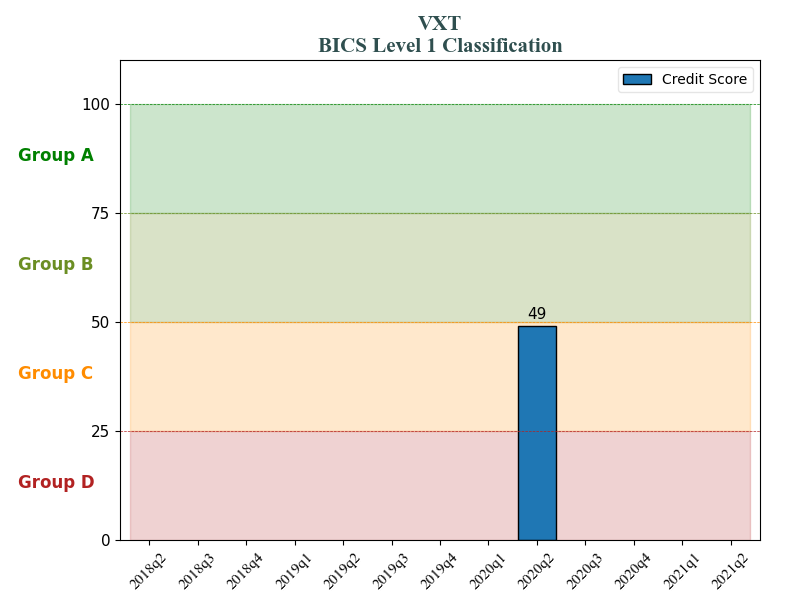 VXT
BICS Level 1 Classification
Credit Score
100
Group A
75
Group B
50
49
Group C
25
Group D
0
2018q2
2018q3
2018q4
2019q1
2019q2
2019q3
2019q4
2020q1
2020q2
2020q3
2020q4
2021q1
2021q2